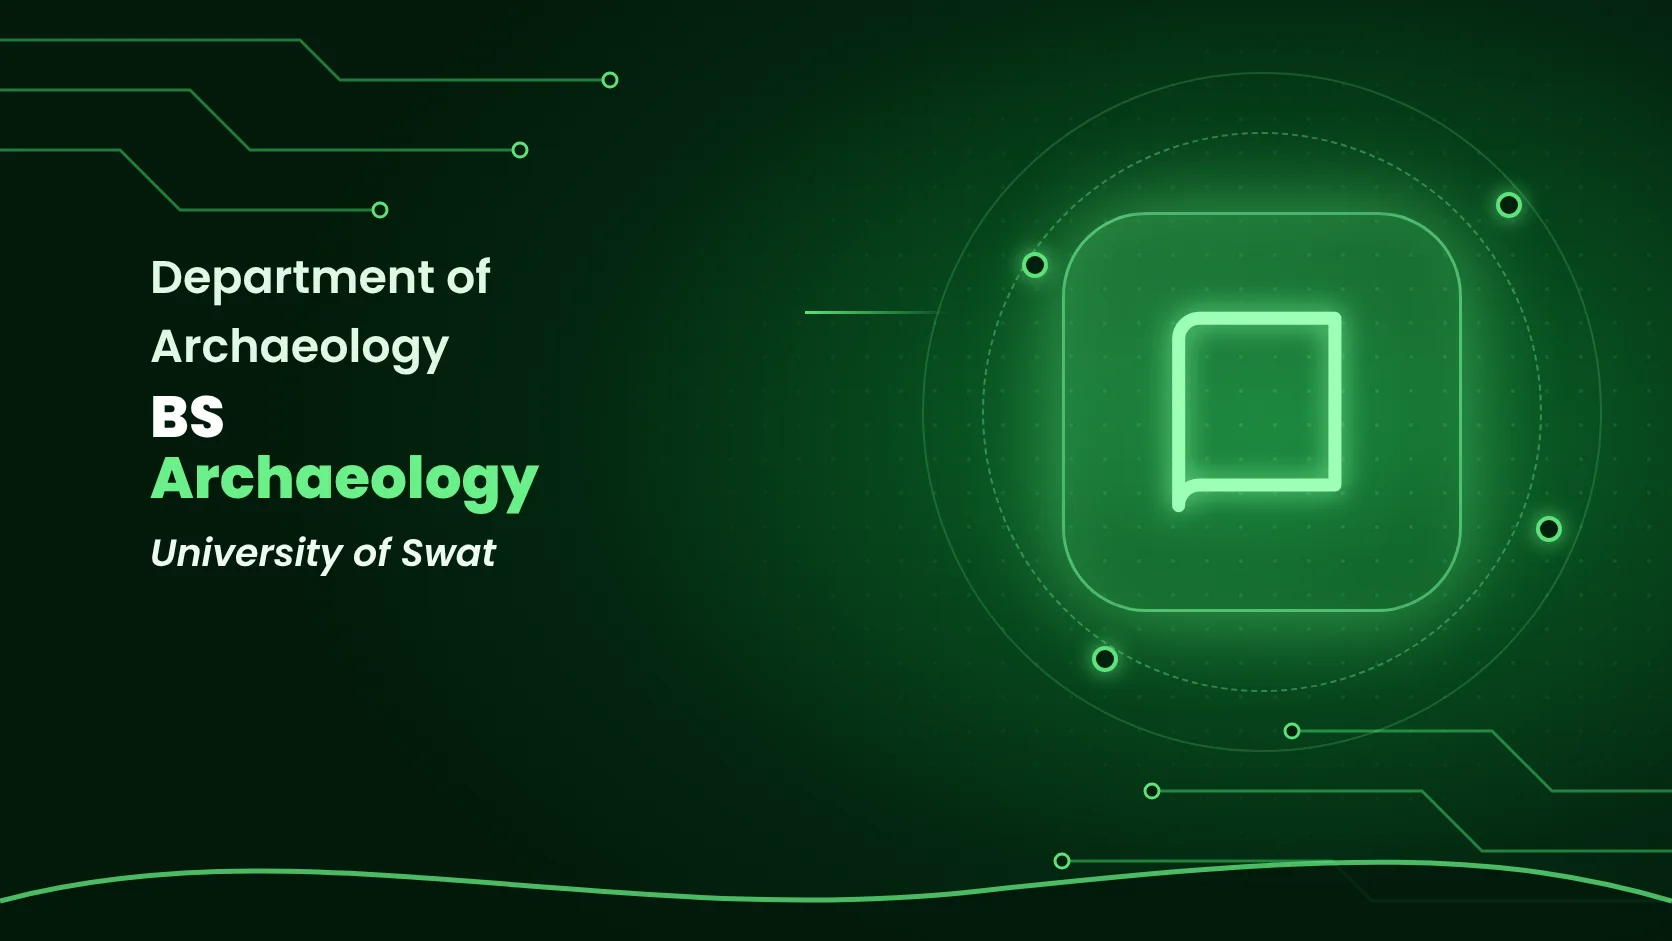 Department of
Archaeology
BS
Archaeology
University of Swat